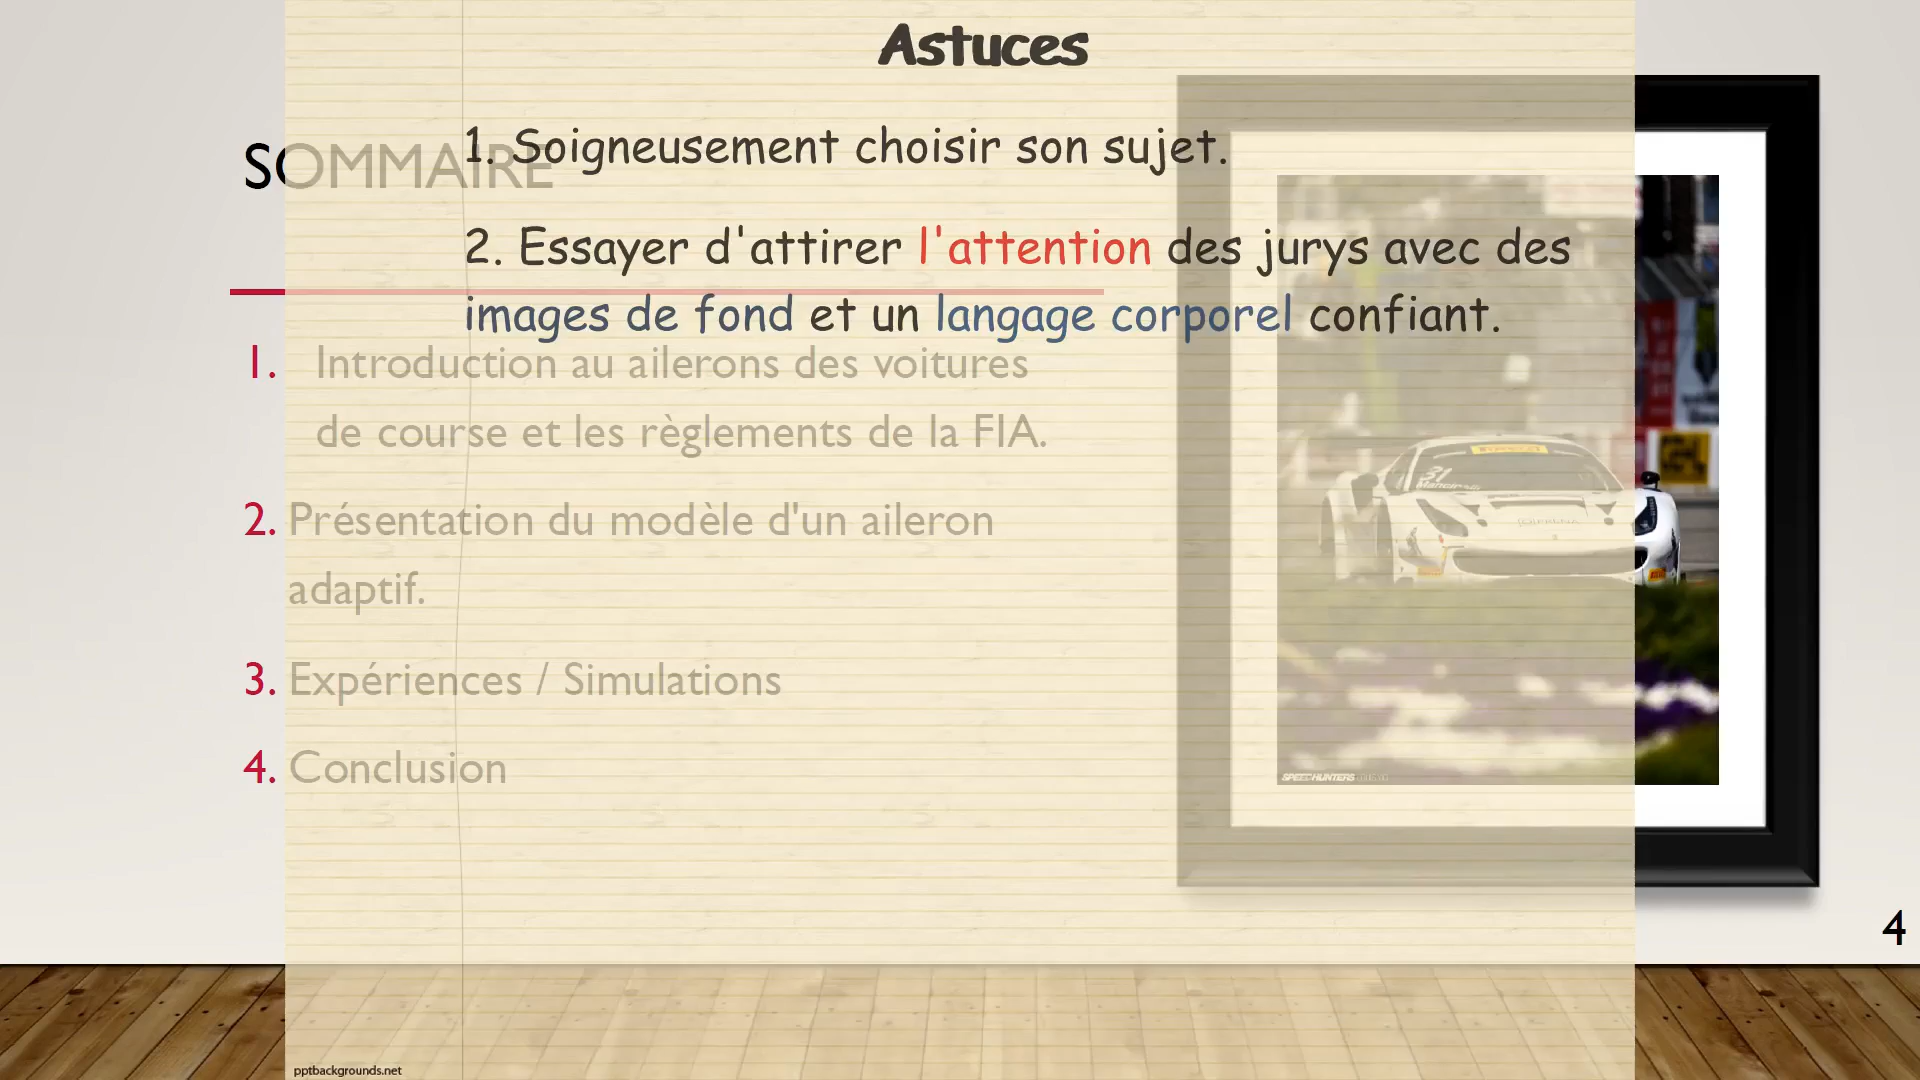 Astuces
1. Soigneusement choisir son sujet.
2. Essayer d'attirer l'attention des jurys avec des
images de fond et un langage corporel confiant.
SOMMAIRE
1. Introduction au ailerons des voitures
de course et les règlements de la FIA.
2. Présentation du modèle d'un aileron
adaptif.
3. Expériences / Simulations
4. Conclusion
31
SPEEDHUNTERS
4
pptbackgrounds.net